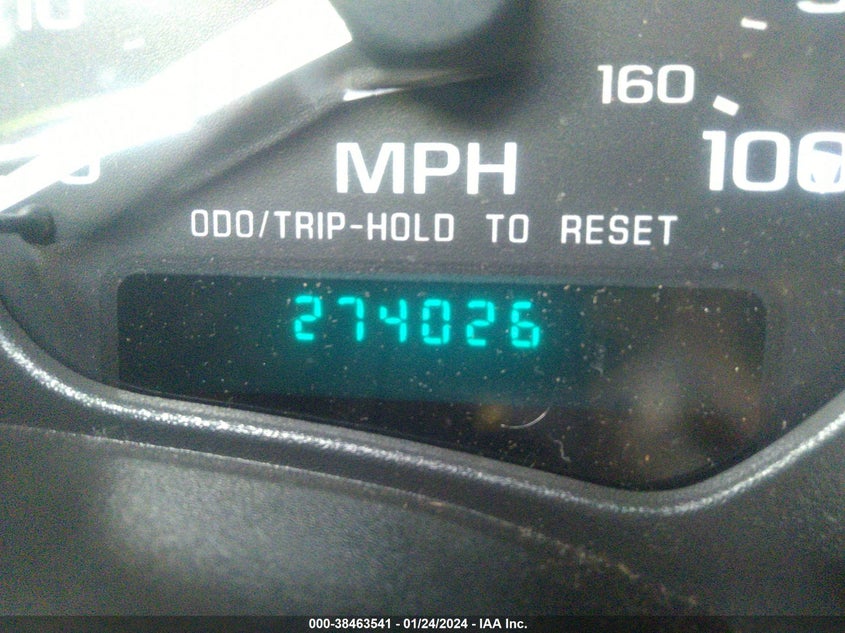 160
100
MPH
ODO/TRIP-HOLD TO RESET
274026
000-38463541 - 01/24/2024 - IAA Inc.